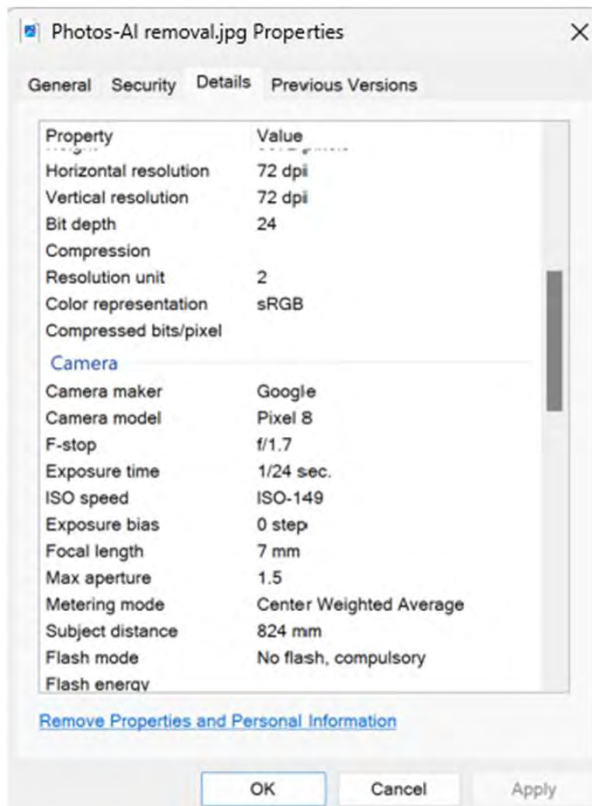 Photos-AI removal.jpg Properties
General Security Details Previous Versions
Property Value
Horizontal resolution 72 dpi
Vertical resolution 72 dpi
Bit depth 24
Compression
Resolution unit 2
Color representation sRGB
Compressed bits/pixel
Camera
Camera maker Google
Camera model Pixel 8
F-stop f/1.7
Exposure time 1/24 sec.
ISO speed ISO-149
Exposure bias 0 step
Focal length 7 mm
Max aperture 1.5
Metering mode Center Weighted Average
Subject distance 824 mm
Flash mode No flash, compulsory
Flash energy
Remove Properties and Personal Information
OK Cancel Apply